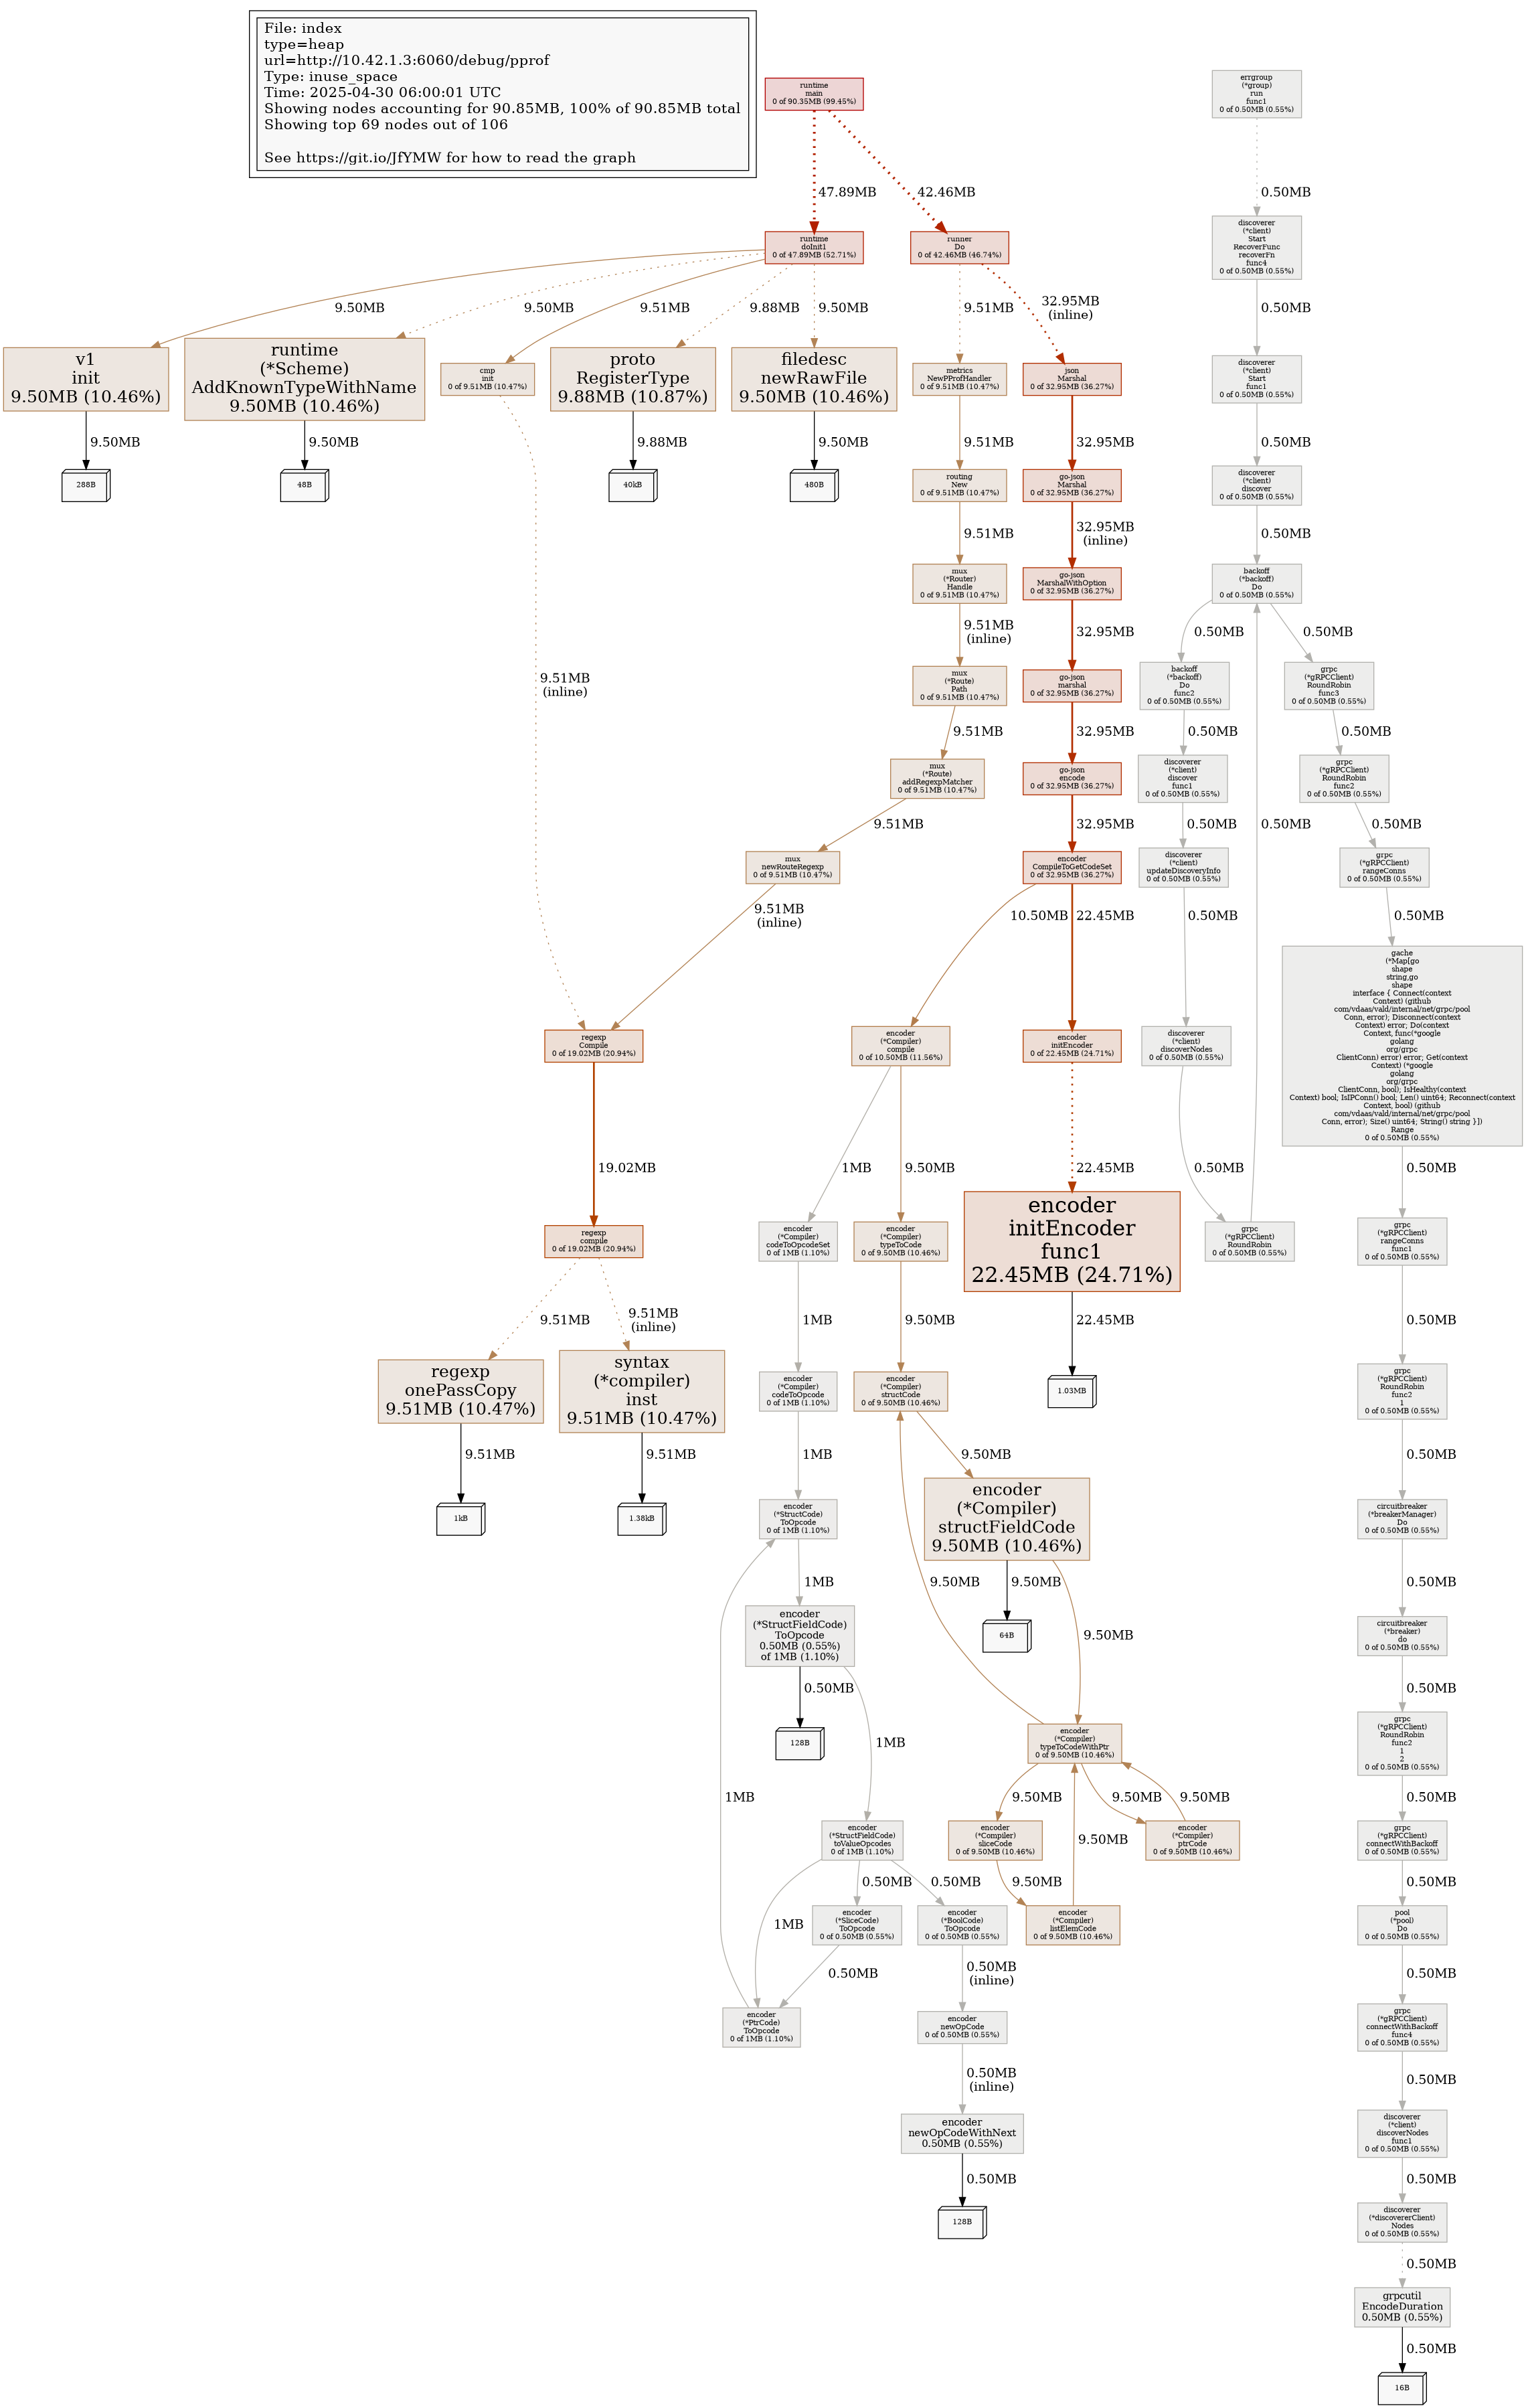 File: index
type=heap
url=http://10.42.1.3:6060/debug/pprof
Type: inuse_space
Time: 2025-04-30 06:00:01 UTC
Showing nodes accounting for 90.85MB, 100% of 90.85MB total
Showing top 69 nodes out of 106
See https://git.io/JfYMW for how to read the graph
runtime
main
0 of 90.35MB (99.45%)
errgroup
(*group)
run
func1
0 of 0.50MB (0.55%)
47.89MB
42.46MB
0.50MB
runtime
doInit1
0 of 47.89MB (52.71%)
runner
Do
0 of 42.46MB (46.74%)
discoverer
(*client)
Start
RecoverFunc
recoverFn
func4
0 of 0.50MB (0.55%)
9.50MB
9.50MB
9.51MB
9.88MB
9.50MB
9.51MB
32.95MB
(inline)
0.50MB
v1
init
9.50MB (10.46%)
runtime
(*Scheme)
AddKnownTypeWithName
9.50MB (10.46%)
cmp
init
0 of 9.51MB (10.47%)
proto
RegisterType
9.88MB (10.87%)
filedesc
newRawFile
9.50MB (10.46%)
metrics
NewPProfHandler
0 of 9.51MB (10.47%)
json
Marshal
0 of 32.95MB (36.27%)
discoverer
(*client)
Start
func1
0 of 0.50MB (0.55%)
9.50MB
9.50MB
9.88MB
9.50MB
9.51MB
32.95MB
0.50MB
288B
48B
40kB
480B
routing
New
0 of 9.51MB (10.47%)
go-json
Marshal
0 of 32.95MB (36.27%)
discoverer
(*client)
discover
0 of 0.50MB (0.55%)
9.51MB
32.95MB
(inline)
0.50MB
mux
(*Router)
Handle
0 of 9.51MB (10.47%)
go-json
MarshalWithOption
0 of 32.95MB (36.27%)
backoff
(*backoff)
Do
0 of 0.50MB (0.55%)
9.51MB
(inline)
32.95MB
0.50MB
0.50MB
9.51MB
(inline)
mux
(*Route)
Path
0 of 9.51MB (10.47%)
go-json
marshal
0 of 32.95MB (36.27%)
backoff
(*backoff)
Do
func2
0 of 0.50MB (0.55%)
grpc
(*gRPCClient)
RoundRobin
func3
0 of 0.50MB (0.55%)
9.51MB
32.95MB
0.50MB
0.50MB
mux
(*Route)
addRegexpMatcher
0 of 9.51MB (10.47%)
go-json
encode
0 of 32.95MB (36.27%)
discoverer
(*client)
discover
func1
0 of 0.50MB (0.55%)
grpc
(*gRPCClient)
RoundRobin
func2
0 of 0.50MB (0.55%)
9.51MB
32.95MB
0.50MB
0.50MB
0.50MB
mux
newRouteRegexp
0 of 9.51MB (10.47%)
encoder
CompileToGetCodeSet
0 of 32.95MB (36.27%)
discoverer
(*client)
updateDiscoveryInfo
0 of 0.50MB (0.55%)
grpc
(*gRPCClient)
rangeConns
0 of 0.50MB (0.55%)
9.51MB
(inline)
10.50MB
22.45MB
0.50MB
0.50MB
regexp
Compile
0 of 19.02MB (20.94%)
encoder
(*Compiler)
compile
0 of 10.50MB (11.56%)
encoder
initEncoder
0 of 22.45MB (24.71%)
discoverer
(*client)
discoverNodes
0 of 0.50MB (0.55%)
gache
(*Map[go
shape
string,go
shape
interface { Connect(context
Context) (github
com/vdaas/vald/internal/net/grpc/pool
Conn, error); Disconnect(context
Context) error; Do(context
Context, func(*google
golang
org/grpc
ClientConn) error) error; Get(context
Context) (*google
golang
org/grpc
ClientConn, bool); IsHealthy(context
Context) bool; IsIPConn() bool; Len() uint64; Reconnect(context
Context, bool) (github
com/vdaas/vald/internal/net/grpc/pool
Conn, error); Size() uint64; String() string }])
Range
0 of 0.50MB (0.55%)
19.02MB
1MB
9.50MB
22.45MB
0.50MB
0.50MB
regexp
compile
0 of 19.02MB (20.94%)
encoder
(*Compiler)
codeToOpcodeSet
0 of 1MB (1.10%)
encoder
(*Compiler)
typeToCode
0 of 9.50MB (10.46%)
encoder
initEncoder
func1
22.45MB (24.71%)
grpc
(*gRPCClient)
RoundRobin
0 of 0.50MB (0.55%)
grpc
(*gRPCClient)
rangeConns
func1
0 of 0.50MB (0.55%)
9.51MB
9.51MB
(inline)
1MB
9.50MB
22.45MB
0.50MB
regexp
onePassCopy
9.51MB (10.47%)
syntax
(*compiler)
inst
9.51MB (10.47%)
encoder
(*Compiler)
codeToOpcode
0 of 1MB (1.10%)
encoder
(*Compiler)
structCode
0 of 9.50MB (10.46%)
1.03MB
grpc
(*gRPCClient)
RoundRobin
func2
1
0 of 0.50MB (0.55%)
9.51MB
9.51MB
1MB
9.50MB
0.50MB
1kB
1.38kB
encoder
(*StructCode)
ToOpcode
0 of 1MB (1.10%)
encoder
(*Compiler)
structFieldCode
9.50MB (10.46%)
circuitbreaker
(*breakerManager)
Do
0 of 0.50MB (0.55%)
1MB
9.50MB
9.50MB
0.50MB
encoder
(*StructFieldCode)
ToOpcode
0.50MB (0.55%)
of 1MB (1.10%)
64B
9.50MB
circuitbreaker
(*breaker)
do
0 of 0.50MB (0.55%)
0.50MB
1MB
0.50MB
128B
encoder
(*Compiler)
typeToCodeWithPtr
0 of 9.50MB (10.46%)
grpc
(*gRPCClient)
RoundRobin
func2
1
2
0 of 0.50MB (0.55%)
1MB
9.50MB
9.50MB
9.50MB
0.50MB
encoder
(*StructFieldCode)
toValueOpcodes
0 of 1MB (1.10%)
encoder
(*Compiler)
sliceCode
0 of 9.50MB (10.46%)
9.50MB
encoder
(*Compiler)
ptrCode
0 of 9.50MB (10.46%)
grpc
(*gRPCClient)
connectWithBackoff
0 of 0.50MB (0.55%)
1MB
0.50MB
0.50MB
9.50MB
0.50MB
encoder
(*SliceCode)
ToOpcode
0 of 0.50MB (0.55%)
encoder
(*BoolCode)
ToOpcode
0 of 0.50MB (0.55%)
encoder
(*Compiler)
listElemCode
0 of 9.50MB (10.46%)
pool
(*pool)
Do
0 of 0.50MB (0.55%)
0.50MB
0.50MB
(inline)
0.50MB
encoder
(*PtrCode)
ToOpcode
0 of 1MB (1.10%)
encoder
newOpCode
0 of 0.50MB (0.55%)
grpc
(*gRPCClient)
connectWithBackoff
func4
0 of 0.50MB (0.55%)
0.50MB
(inline)
0.50MB
encoder
newOpCodeWithNext
0.50MB (0.55%)
discoverer
(*client)
discoverNodes
func1
0 of 0.50MB (0.55%)
0.50MB
0.50MB
128B
discoverer
(*discovererClient)
Nodes
0 of 0.50MB (0.55%)
0.50MB
grpcutil
EncodeDuration
0.50MB (0.55%)
0.50MB
16B